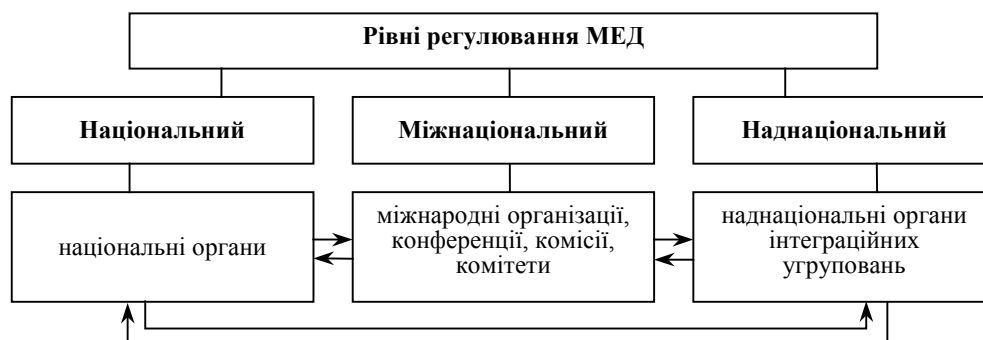 Рівні регулювання МЕД
Національний
Міжнаціональний
Наднаціональний
національні органи
міжнародні організації,
конференції, комісії,
комітети
наднаціональні органи
інтеграційних
угруповань